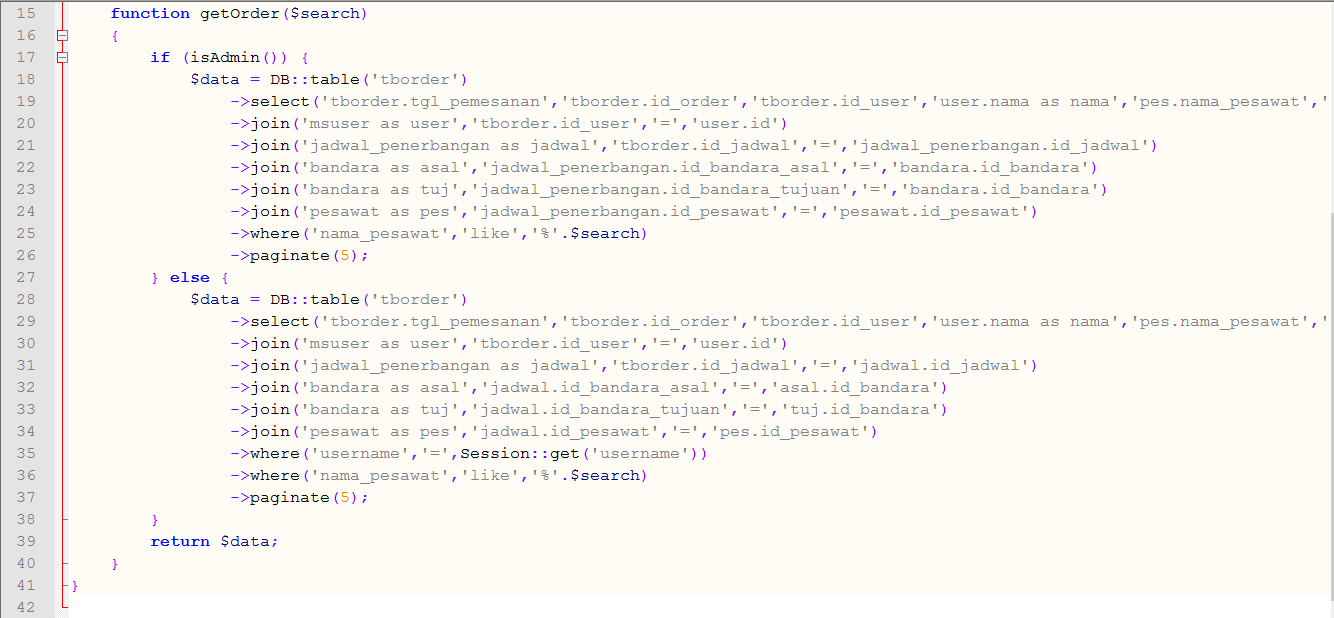 15 function getOrder($search)
16 {
17 if (isAdmin()) {
18 $data = DB::table('tborder')
19 ->select('tborder.tgl_pemesanan','tborder.id_order','tborder.id_user','user.nama as nama','pes.nama_pesawat','
20 ->join('msuser as user','tborder.id_user','=','user.id')
21 ->join('jadwal_penerbangan as jadwal','tborder.id_jadwal','=','jadwal_penerbangan.id_jadwal')
22 ->join('bandara as asal','jadwal_penerbangan.id_bandara_asal','=','bandara.id_bandara')
23 ->join('bandara as tuj','jadwal_penerbangan.id_bandara_tujuan','=','bandara.id_bandara')
24 ->join('pesawat as pes','jadwal_penerbangan.id_pesawat','=','pesawat.id_pesawat')
25 ->where('nama_pesawat','like','%'.$search)
26 ->paginate(5);
27 } else {
28 $data = DB::table('tborder')
29 ->select('tborder.tgl_pemesanan','tborder.id_order','tborder.id_user','user.nama as nama','pes.nama_pesawat','
30 ->join('msuser as user','tborder.id_user','=','user.id')
31 ->join('jadwal_penerbangan as jadwal','tborder.id_jadwal','=','jadwal.id_jadwal')
32 ->join('bandara as asal','jadwal.id_bandara_asal','=','asal.id_bandara')
33 ->join('bandara as tuj','jadwal.id_bandara_tujuan','=','tuj.id_bandara')
34 ->join('pesawat as pes','jadwal.id_pesawat','=','pes.id_pesawat')
35 ->where('username','=',Session::get('username'))
36 ->where('nama_pesawat','like','%'.$search)
37 ->paginate(5);
38 }
39 return $data;
40 }
41 }
42